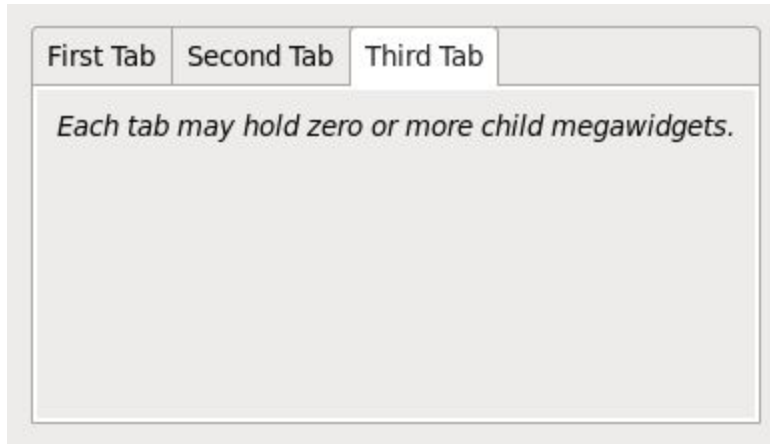 First Tab Second Tab Third Tab
Each tab may hold zero or more child megawidgets.